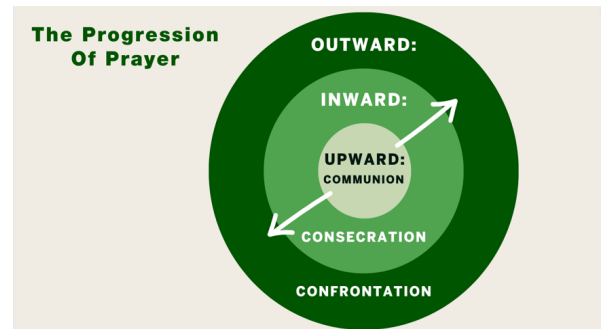 The Progression
Of Prayer
OUTWARD:
INWARD:
UPWARD:
COMMUNION
CONSECRATION
CONFRONTATION